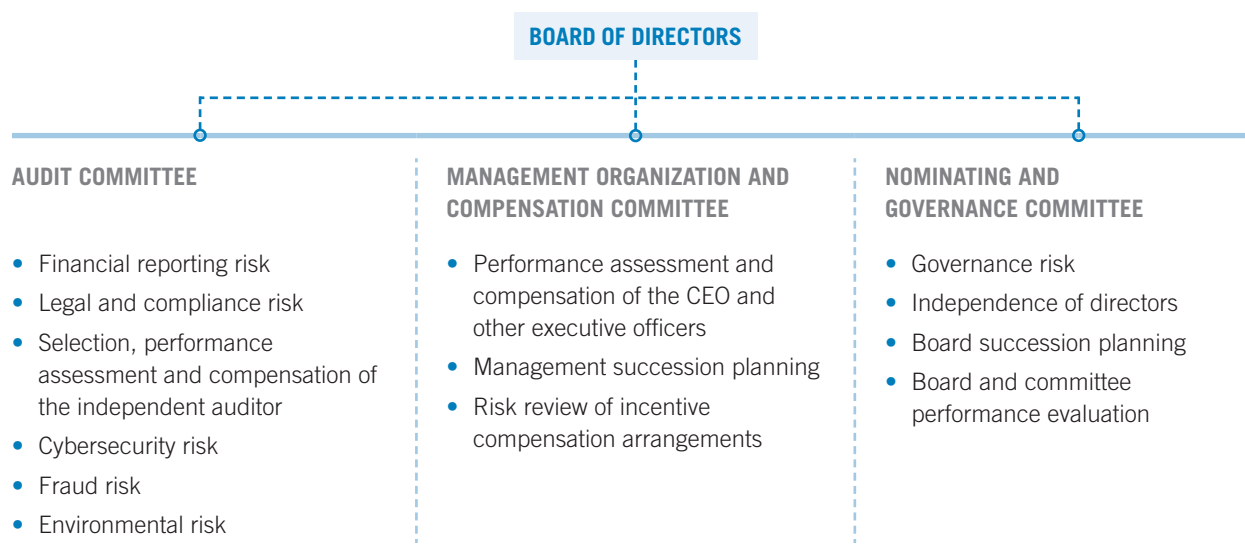 BOARD OF DIRECTORS
AUDIT COMMITTEE
• Financial reporting risk
• Legal and compliance risk
• Selection, performance
assessment and compensation of
the independent auditor
• Cybersecurity risk
• Fraud risk
• Environmental risk
MANAGEMENT ORGANIZATION AND
COMPENSATION COMMITTEE
• Performance assessment and
compensation of the CEO and
other executive officers
• Management succession planning
• Risk review of incentive
compensation arrangements
NOMINATING AND
GOVERNANCE COMMITTEE
• Governance risk
• Independence of directors
• Board succession planning
• Board and committee
performance evaluation